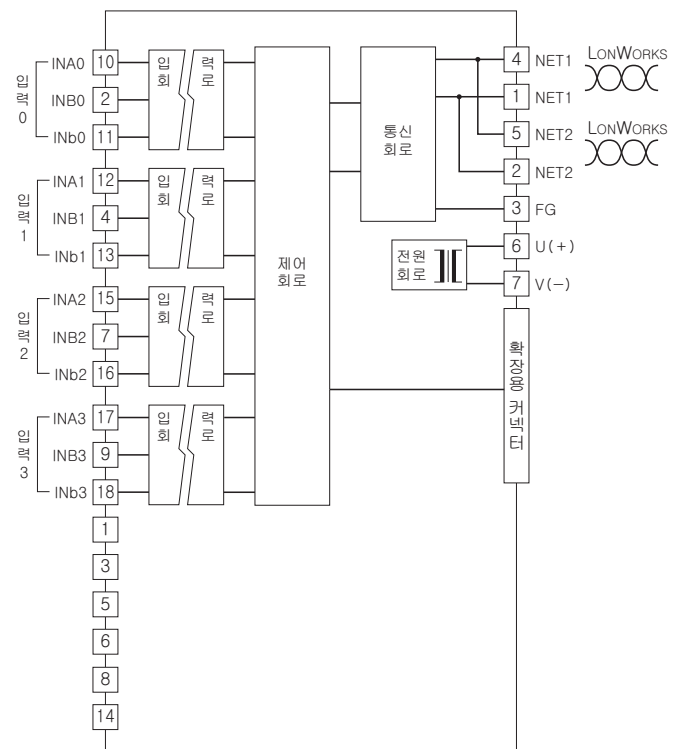 입력 0
INA0 10
INB0 2
INb0 11
입 력
회 로
입력 1
INA1 12
INB1 4
INb1 13
입 력
회 로
입력 2
INA2 15
INB2 7
INb2 16
입 력
회 로
입력 3
INA3 17
INB3 9
INb3 18
입 력
회 로
1
3
5
6
8
14
제어
회로
통신
회로
전원
회로
4 NET1 LONWORKS
1 NET1
5 NET2 LONWORKS
2 NET2
3 FG
6 U(+)
7 V(−)
확장용 커넥터